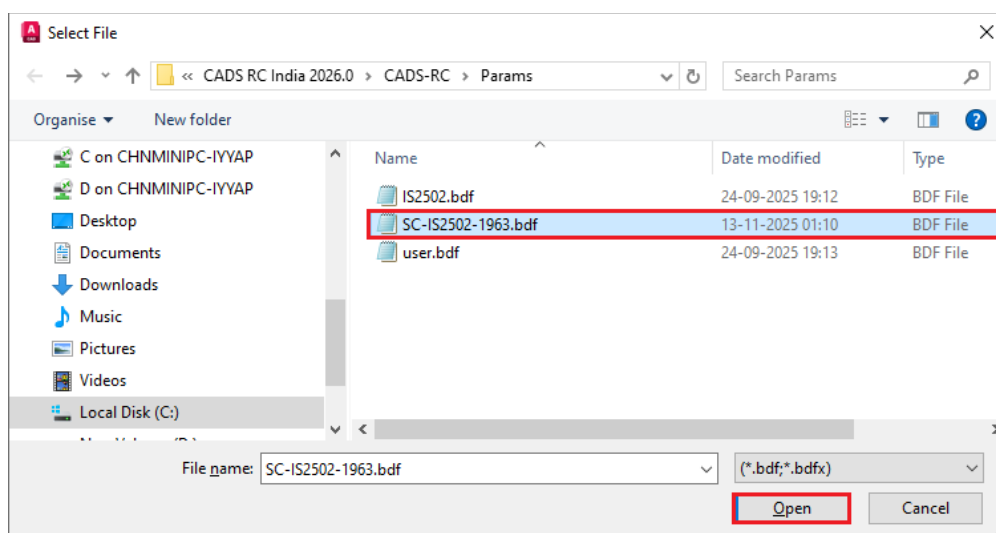 Select File
« CADS RC India 2026.0 > CADS-RC > Params
Search Params
Organise
New folder
C on CHNMINIPC-IYYAP
D on CHNMINIPC-IYYAP
Desktop
Documents
Downloads
Music
Pictures
Videos
Local Disk (C:)
Name Date modified Type
IS2502.bdf 24-09-2025 19:12 BDF File
SC-IS2502-1963.bdf 13-11-2025 01:10 BDF File
user.bdf 24-09-2025 19:13 BDF File
File name: SC-IS2502-1963.bdf
(*.bdf;*.bdfx)
Open Cancel